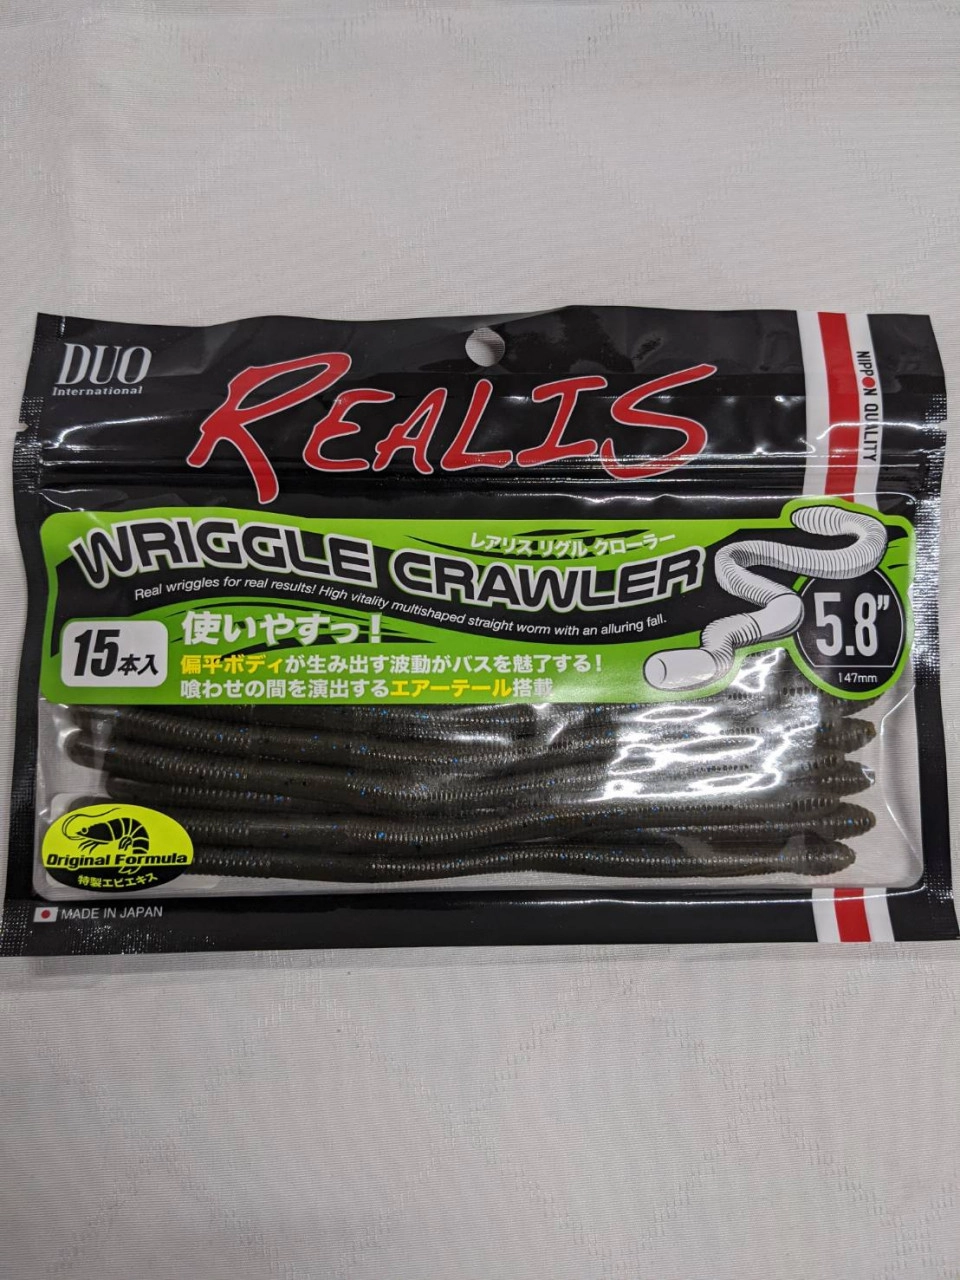 DUO
International
REALIS
NIPPON QUALITY
WRIGGLE CRAWLER
レアリス リグル クローラー
Real wriggles for real results! High vitality multishaped straight worm with an alluring fall.
15本入
使いやすっ!
偏平ボディが生み出す波動がバスを魅了する!
喰わせの間を演出するエアーテール搭載
5.8"
147mm
Original Formula
特製エビエキス
MADE IN JAPAN